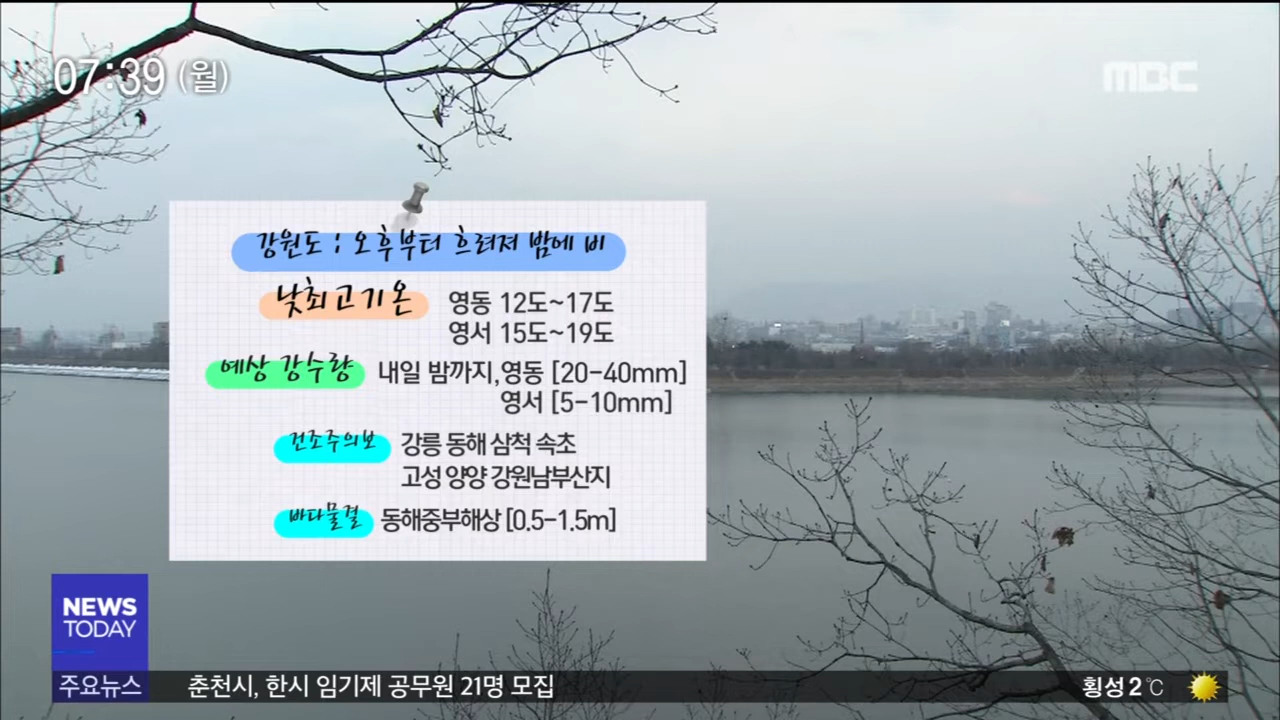 07:39 (월)
MBC
강원도 : 오후부터 흐려져 밤에 비
낮최고기온 영동 12도~17도
영서 15도~19도
예상 강수량 내일 밤까지,영동 [20-40mm]
영서 [5-10mm]
건조주의보 강릉 동해 삼척 속초
고성 양양 강원남부산지
바다물결 동해중부해상 [0.5-1.5m]
NEWS
TODAY
주요뉴스 춘천시, 한시 임기제 공무원 21명 모집 횡성 2℃